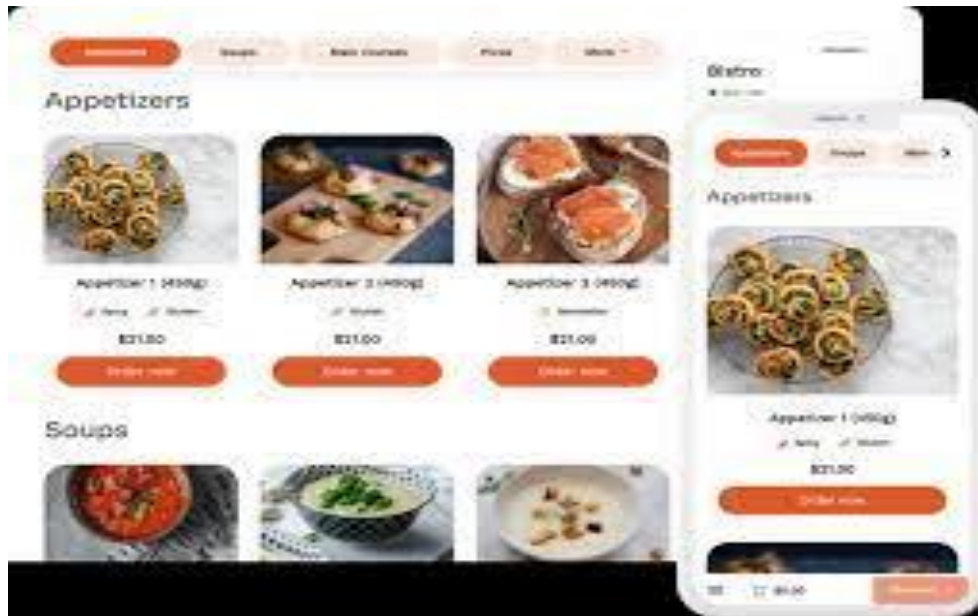 Soups
Main courses
Pizza
More
Appetizers
Appetizer 1 (450g)
Spicy
Gluten
$21.00
Order now
Appetizer 2 (450g)
Gluten
$21.00
Order now
Appetizer 3 (450g)
$21.00
Order now
Soups
Bistro
Soups
Appetizers
Appetizer 1 (450g)
Spicy
Gluten
$21.00
Order now